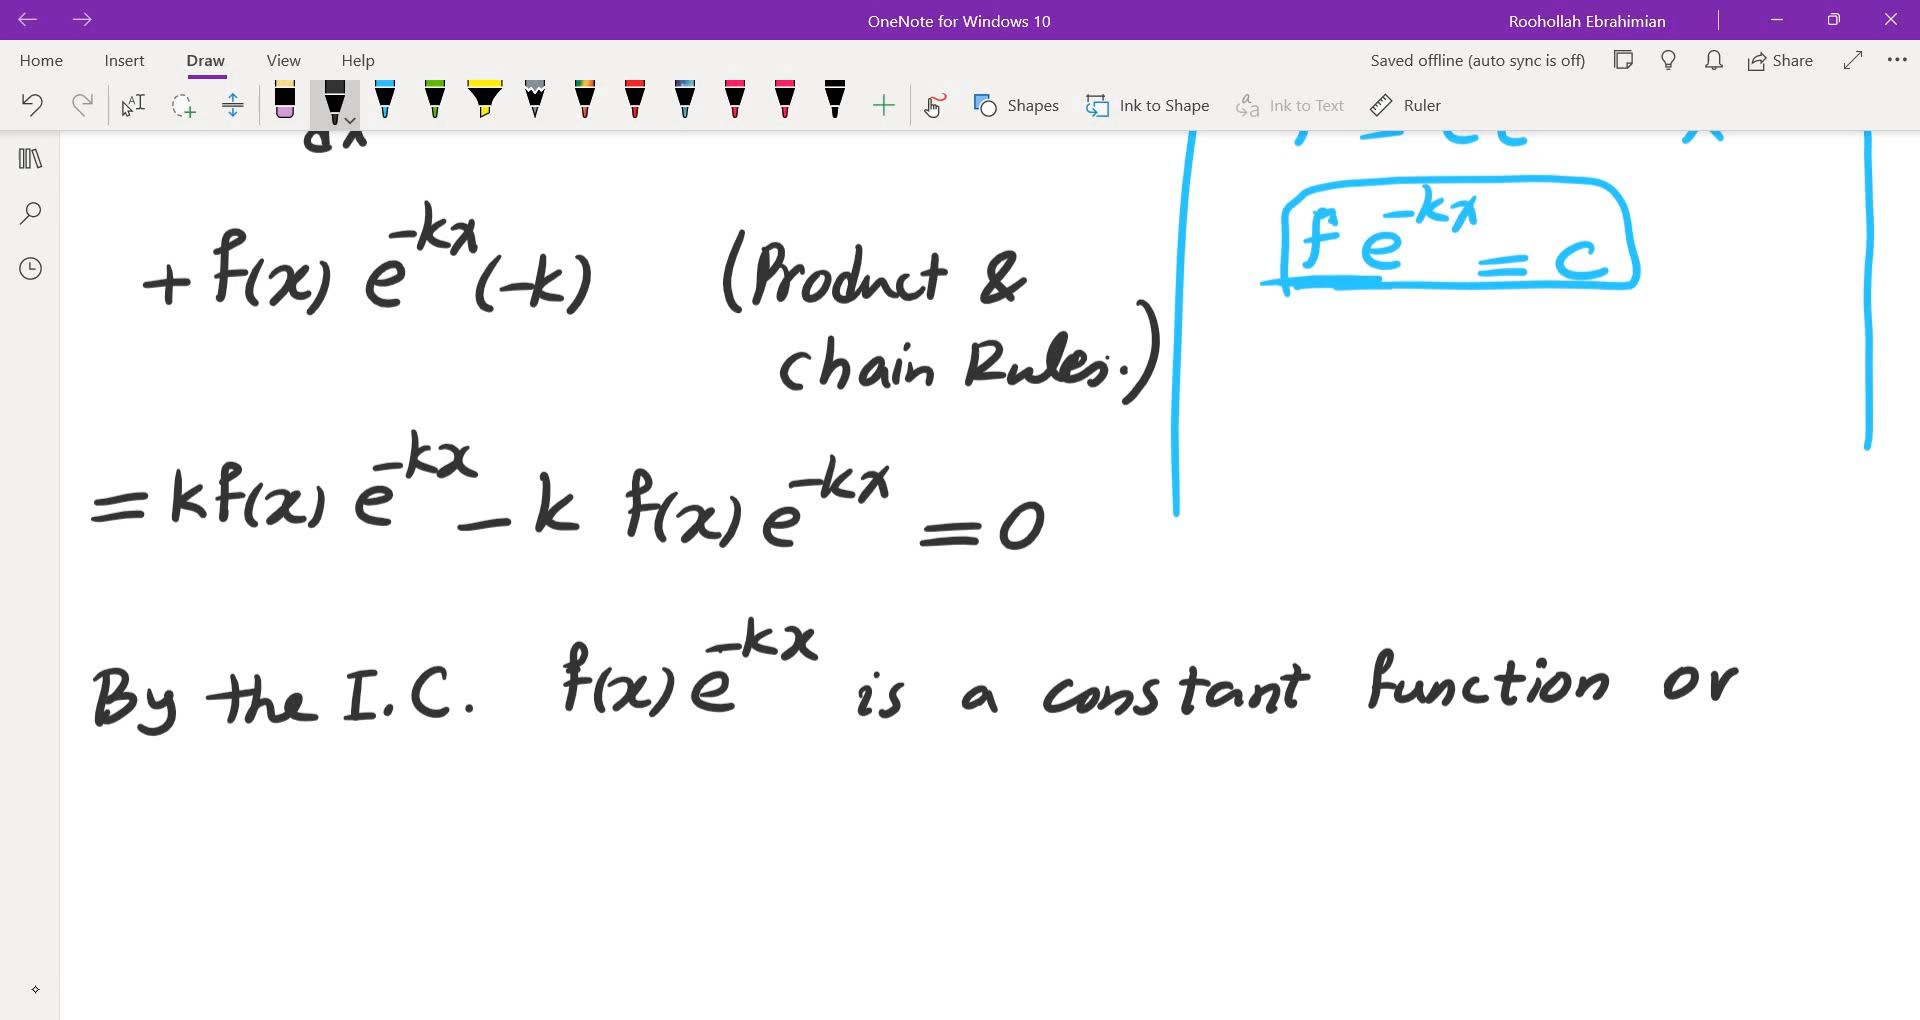 OneNote for Windows 10
Roohollah Ebrahimian
Home Insert Draw View Help
Saved offline (auto sync is off) Share
Shapes Ink to Shape Ink to Text Ruler
dx
+ f(x) e^{-kx} (-k) (Product &
chain Rules.)
= kf(x) e^{-kx} - k f(x) e^{-kx} = 0
By the I.C. f(x) e^{-kx} is a constant function or
f e^{-kx} = c